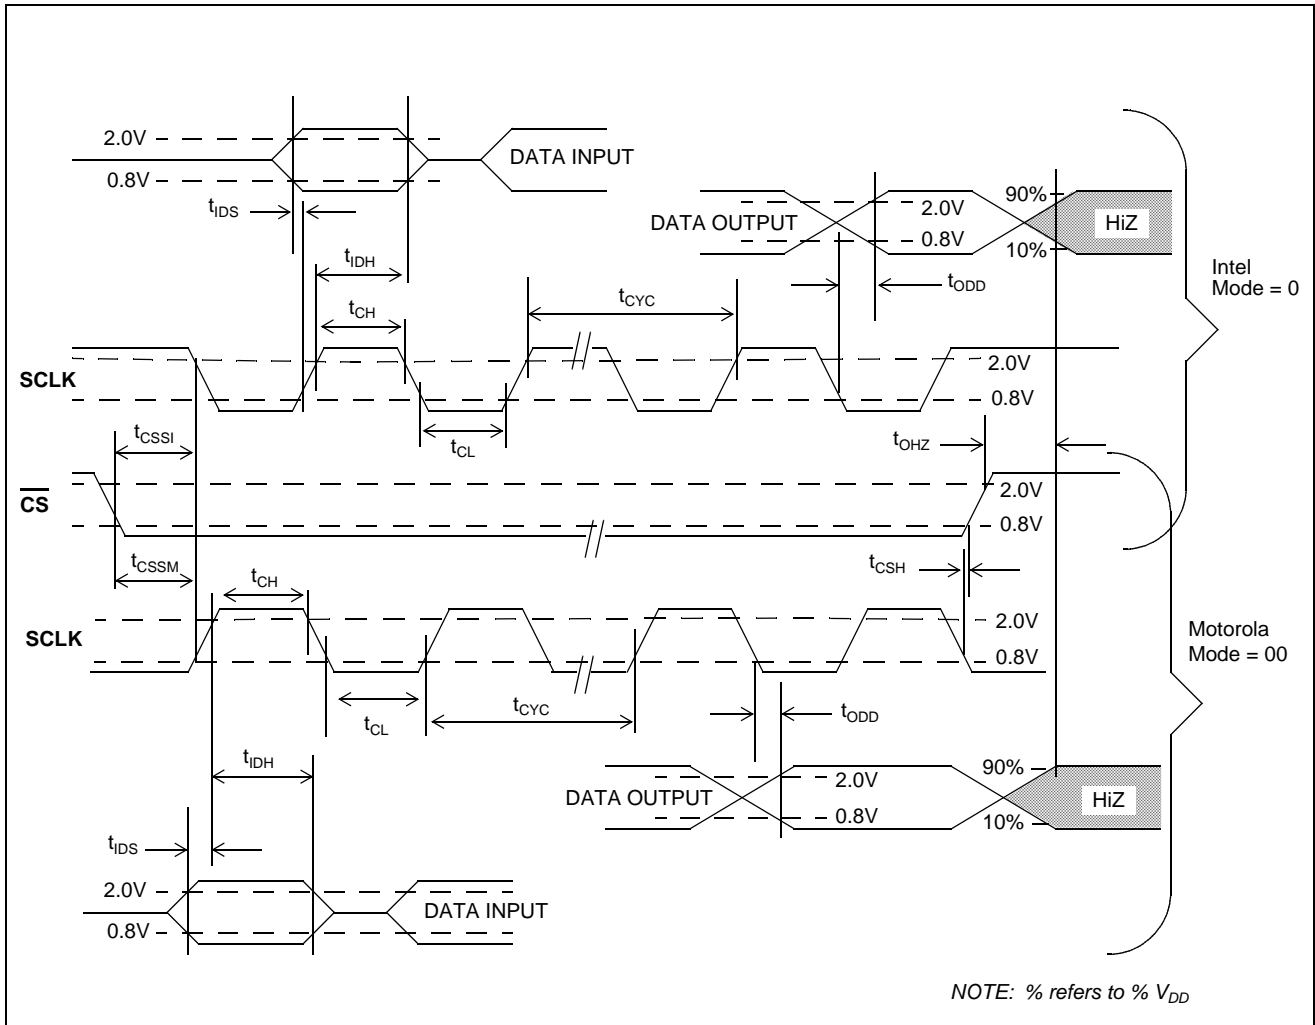 2.0V
DATA INPUT
0.8V
90%
tIDS
DATA OUTPUT
2.0V
HiZ
0.8V
10%
tIDH
Intel
Mode = 0
tODD
tCH
tCYC
2.0V
SCLK
0.8V
tCSSI
tCL
tOHZ
2.0V
CS
0.8V
tCSSM
tCH
tCSH
2.0V
SCLK
Motorola
Mode = 00
0.8V
tCL
tCYC
tODD
tIDH
90%
2.0V
DATA OUTPUT
HiZ
0.8V
10%
tIDS
2.0V
DATA INPUT
0.8V
NOTE: % refers to % VDD